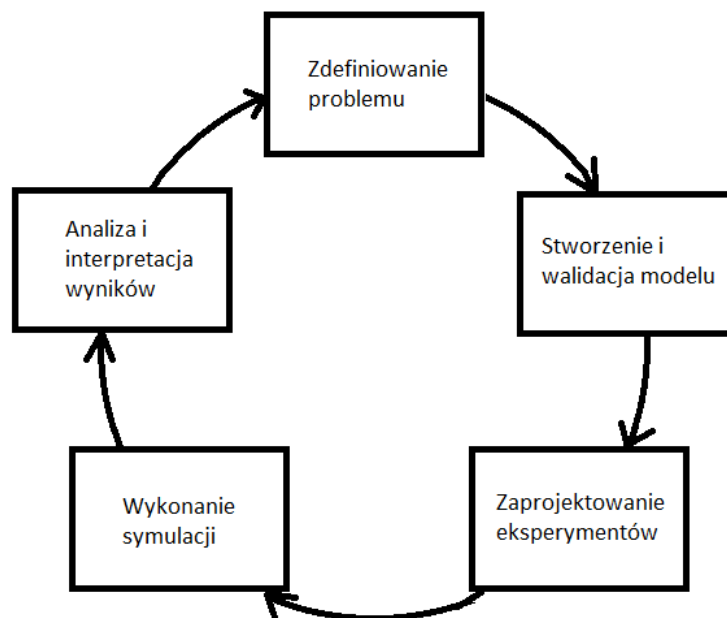 Zdefiniowanie
problemu
Stworzenie i
walidacja modelu
Zaprojektowanie
eksperymentów
Wykonanie
symulacji
Analiza i
interpretacja
wyników